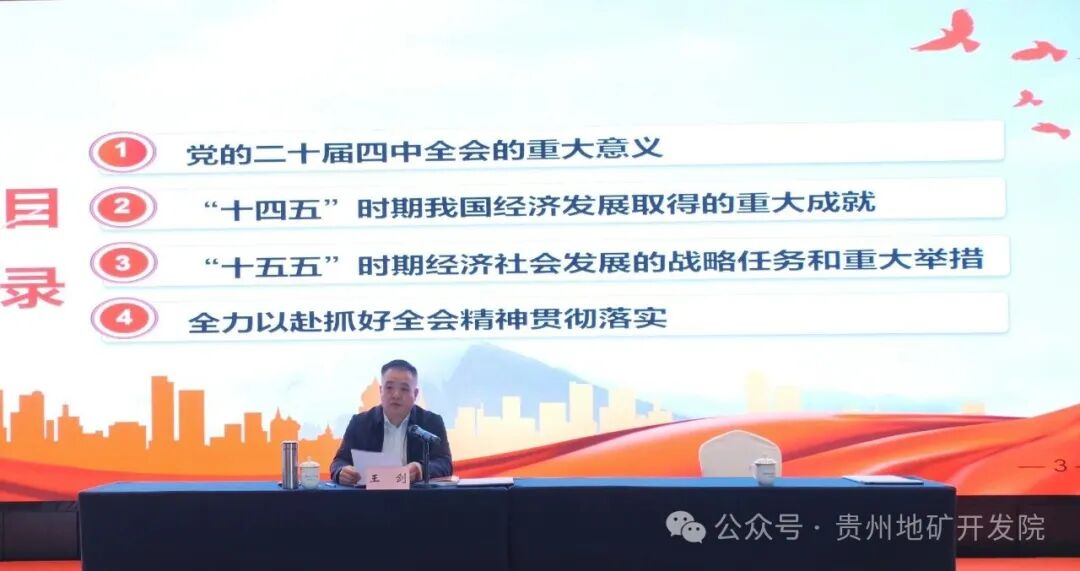 目录
1 党的二十届四中全会的重大意义
2 “十四五”时期我国经济发展取得的重大成就
3 “十五五”时期经济社会发展的战略任务和重大举措
4 全力以赴抓好全会精神贯彻落实
— 3 —
王 剑
公众号 · 贵州地矿开发院